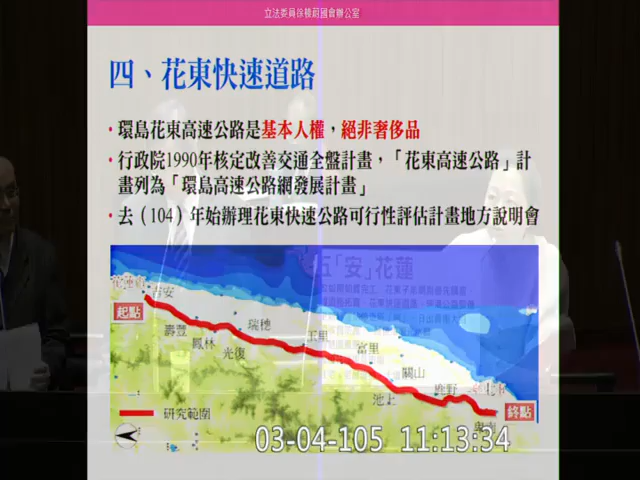 立法委員徐榛蔚國會辦公室
四、花東快速道路
•環島花東高速公路是基本人權，絕非奢侈品
•行政院1990年核定改善交通全盤計畫，「花東高速公路」計
畫列為「環島高速公路網發展計畫」
•去（104）年始辦理花東快速公路可行性評估計畫地方說明會
五「安」花蓮
吉安
起點
壽豐
鳳林
光復
瑞穗
玉里
富里
池上
關山
鹿野
卑南
終點
研究範圍
03-04-105 11:13:34